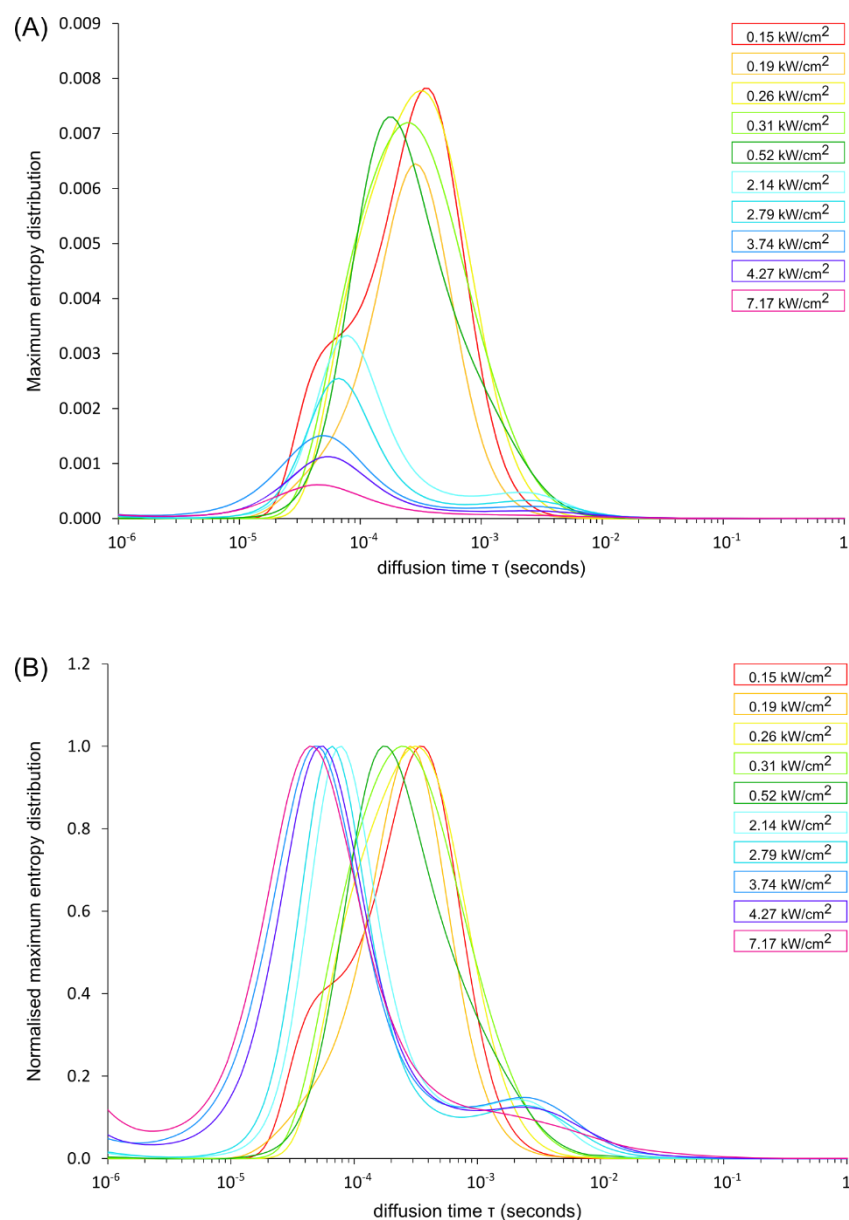 (A)
Maximum entropy distribution
0.009
0.008
0.007
0.006
0.005
0.004
0.003
0.002
0.001
0.000
10-6
10-5
10-4
10-3
10-2
10-1
1
diffusion time τ (seconds)
0.15 kW/cm2
0.19 kW/cm2
0.26 kW/cm2
0.31 kW/cm2
0.52 kW/cm2
2.14 kW/cm2
2.79 kW/cm2
3.74 kW/cm2
4.27 kW/cm2
7.17 kW/cm2
(B)
Normalised maximum entropy distribution
1.2
1.0
0.8
0.6
0.4
0.2
0.0
10-6
10-5
10-4
10-3
10-2
10-1
1
diffusion time τ (seconds)
0.15 kW/cm2
0.19 kW/cm2
0.26 kW/cm2
0.31 kW/cm2
0.52 kW/cm2
2.14 kW/cm2
2.79 kW/cm2
3.74 kW/cm2
4.27 kW/cm2
7.17 kW/cm2